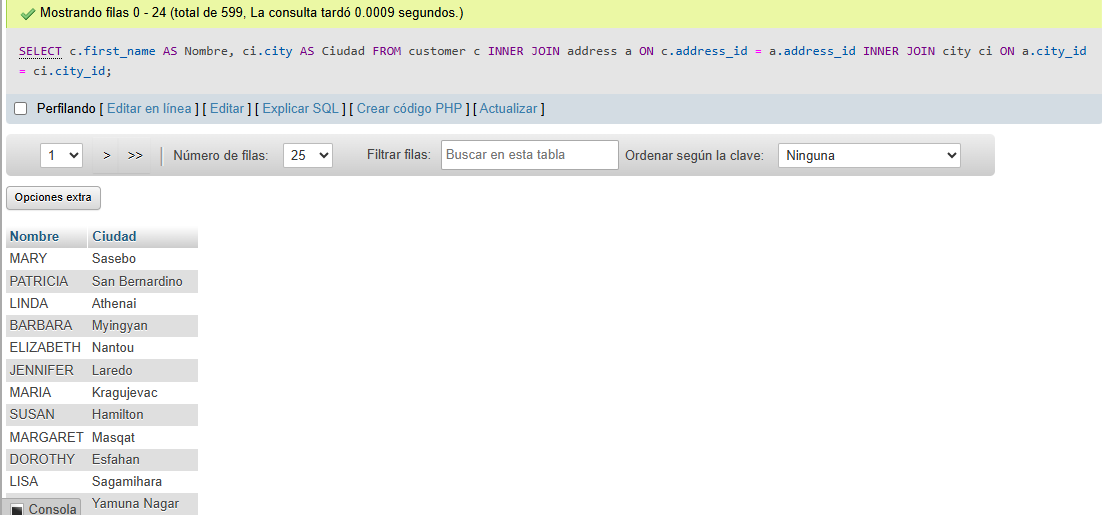 Mostrando filas 0 - 24 (total de 599, La consulta tardó 0.0009 segundos.)
SELECT c.first_name AS Nombre, ci.city AS Ciudad FROM customer c INNER JOIN address a ON c.address_id = a.address_id INNER JOIN city ci ON a.city_id
= ci.city_id;
Perfilando [ Editar en línea ] [ Editar ] [ Explicar SQL ] [ Crear código PHP ] [ Actualizar ]
1 > >> | Número de filas: 25 Filtrar filas: Buscar en esta tabla Ordenar según la clave: Ninguna
Opciones extra
Nombre Ciudad
MARY Sasebo
PATRICIA San Bernardino
LINDA Athenai
BARBARA Myingyan
ELIZABETH Nantou
JENNIFER Laredo
MARIA Kragujevac
SUSAN Hamilton
MARGARET Masqat
DOROTHY Esfahan
LISA Sagamihara
Yamuna Nagar
Consola